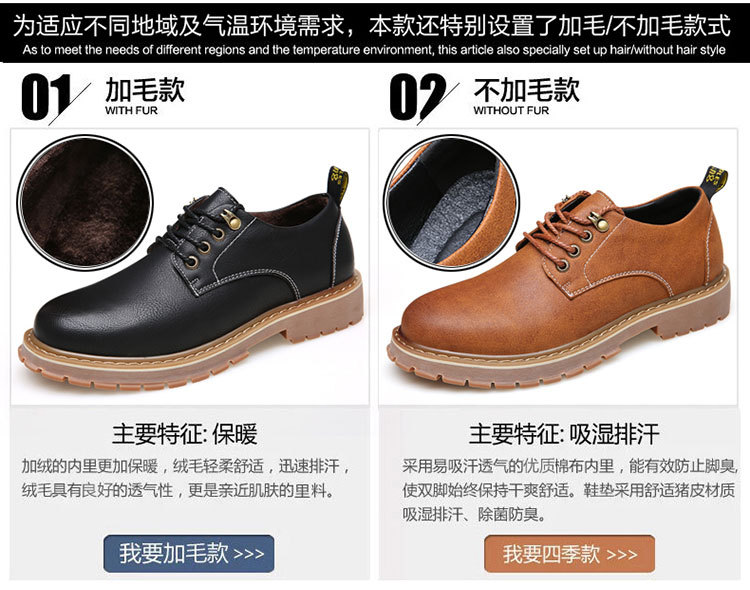 为适应不同地域及气温环境需求，本款还特别设置了加毛/不加毛款式
As to meet the needs of different regions and the temperature environment, this article also specially set up hair/without hair style
01 加毛款
WITH FUR
02 不加毛款
WITHOUT FUR
主要特征: 保暖
加绒的内里更加保暖，绒毛轻柔舒适，迅速排汗，
绒毛具有良好的透气性，更是亲近肌肤的里料。
我要加毛款 >>>
主要特征: 吸湿排汗
采用易吸汗透气的优质棉布内里，能有效防止脚臭,
使双脚始终保持干爽舒适。鞋垫采用舒适猪皮材质
吸湿排汗、除菌防臭。
我要四季款 >>>